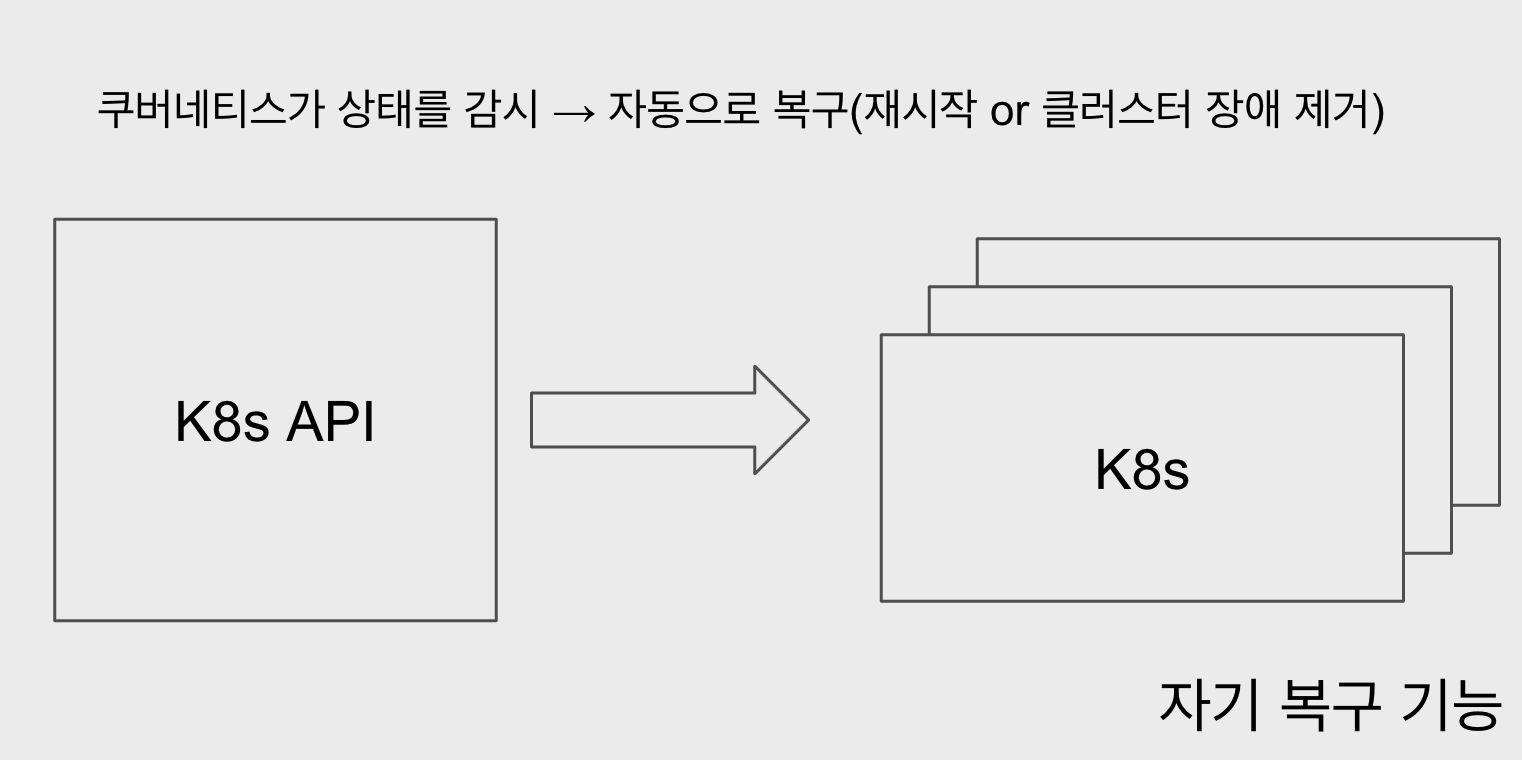 쿠버네티스가 상태를 감시 → 자동으로 복구(재시작 or 클러스터 장애 제거)
K8s API
K8s
자기 복구 기능